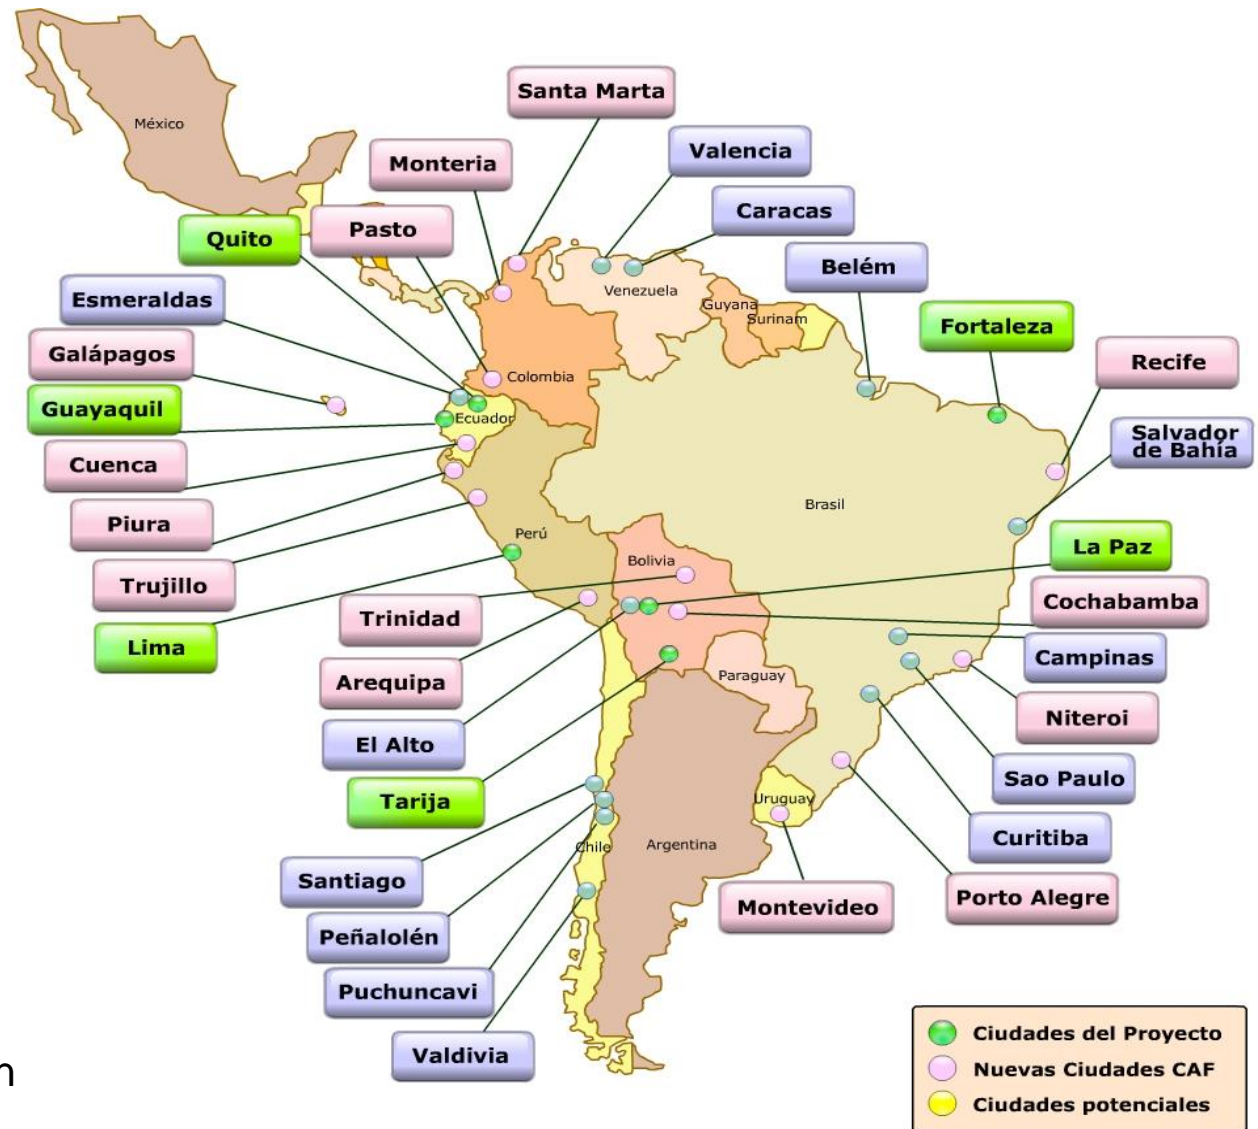 México
Santa Marta
Monteria
Valencia
Quito
Pasto
Caracas
Belém
Esmeraldas
Venezuela
Guyana
Surinam
Fortaleza
Galápagos
Recife
Colombia
Guayaquil
Ecuador
Salvador
de Bahía
Cuenca
Brasil
Piura
Perú
La Paz
Bolivia
Trujillo
Cochabamba
Trinidad
Lima
Campinas
Arequipa
Paraguay
Niteroi
El Alto
Sao Paulo
Tarija
Uruguay
Curitiba
Chile
Argentina
Santiago
Porto Alegre
Montevideo
Peñalolén
Puchuncavi
Valdivia
n
Ciudades del Proyecto
Nuevas Ciudades CAF
Ciudades potenciales